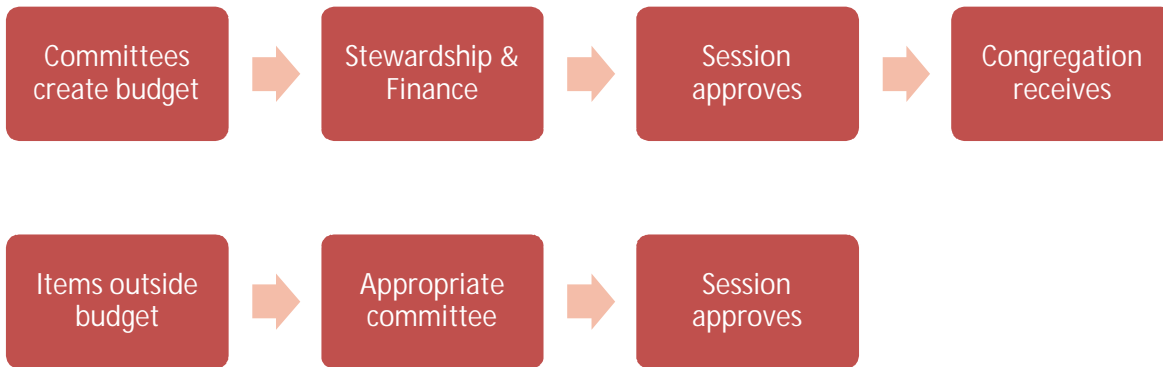 Committees
create budget
Stewardship &
Finance
Session
approves
Congregation
receives
Items outside
budget
Appropriate
committee
Session
approves